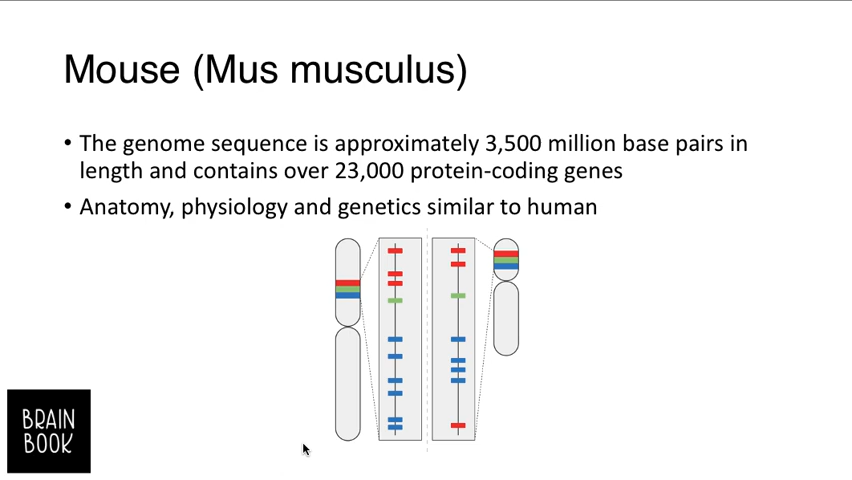 Mouse (Mus musculus)
• The genome sequence is approximately 3,500 million base pairs in
length and contains over 23,000 protein-coding genes
• Anatomy, physiology and genetics similar to human
BRAIN
BOOK